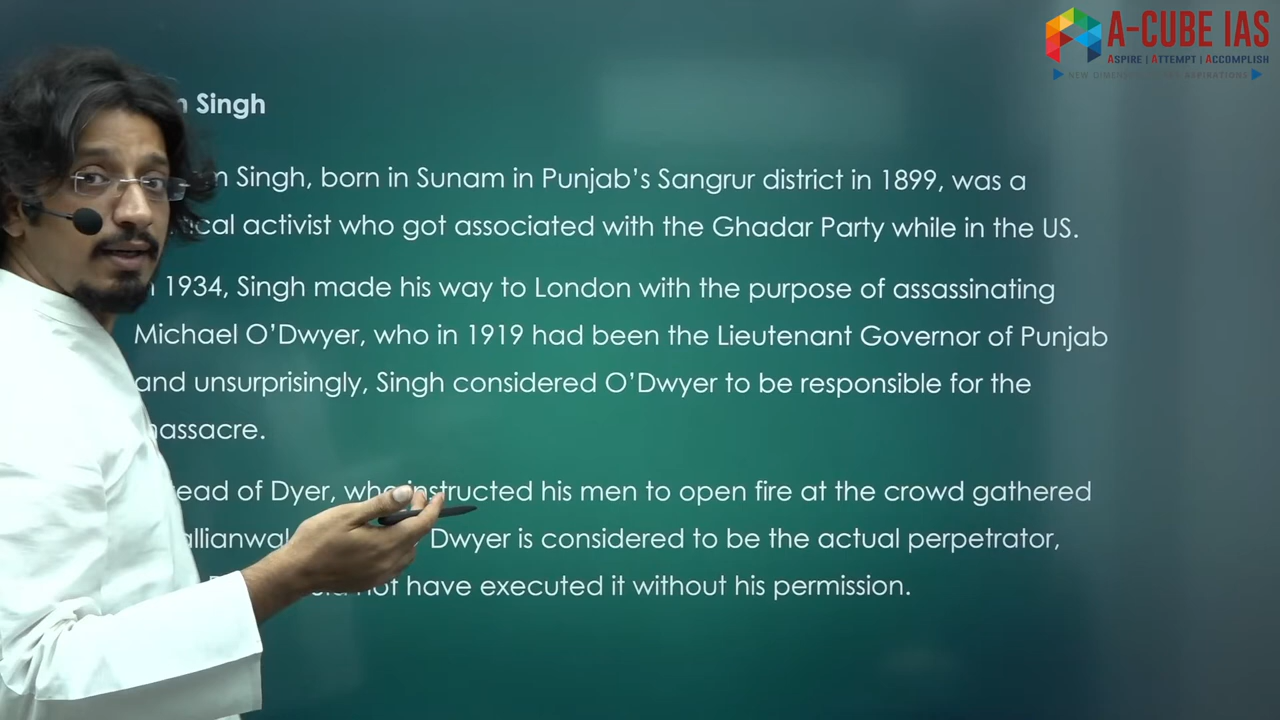 A-CUBE IAS
ASPIRE | ATTEMPT | ACCOMPLISH
Singh
Singh, born in Sunam in Punjab's Sangrur district in 1899, was a
activist who got associated with the Ghadar Party while in the US.
1934, Singh made his way to London with the purpose of assassinating
Michael O'Dwyer, who in 1919 had been the Lieutenant Governor of Punjab
and unsurprisingly, Singh considered O'Dwyer to be responsible for the
massacre.
of Dyer, who instructed his men to open fire at the crowd gathered
Dwyer is considered to be the actual perpetrator,
not have executed it without his permission.